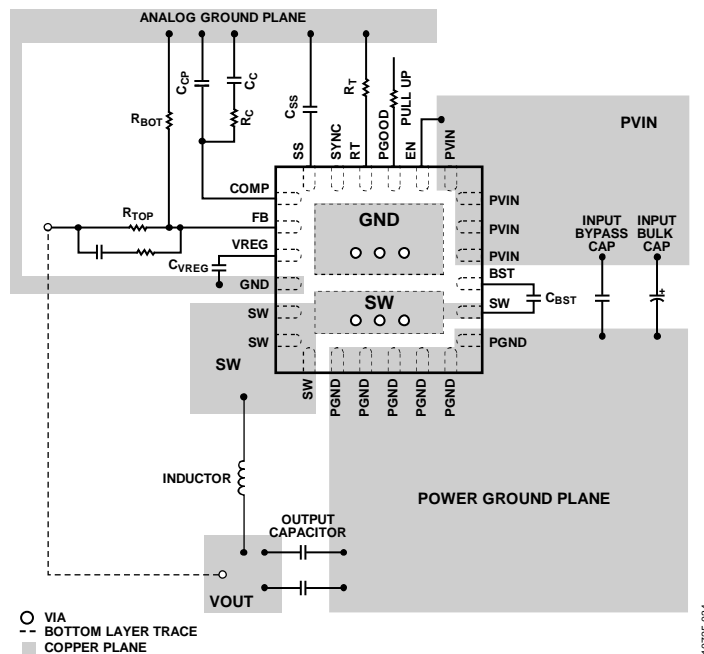 ANALOG GROUND PLANE
CCP
CC
RC
CSS
RT
PGOOD
PULL UP
RBOT
SS
SYNC
RT
EN
PVIN
PVIN
COMP
FB
VREG
GND
SW
SW
GND
SW
PVIN
PVIN
PVIN
BST
SW
PGND
RTOP
CVREG
CBST
INPUT
BYPASS
CAP
INPUT
BULK
CAP
+
SW
SW
PGND
PGND
PGND
PGND
PGND
INDUCTOR
POWER GROUND PLANE
OUTPUT
CAPACITOR
VOUT
VIA
BOTTOM LAYER TRACE
COPPER PLANE